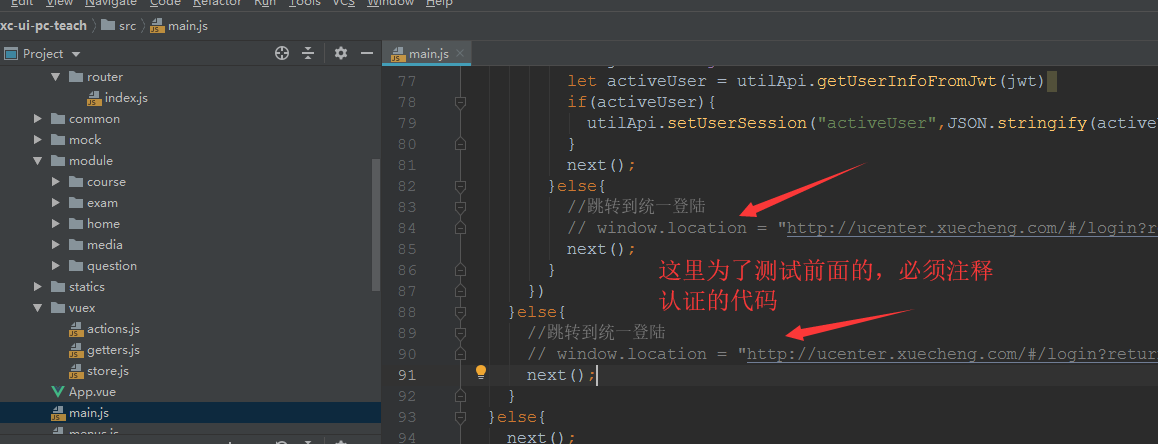 Edit View Navigate Code Refactor Run Tools VCS Window Help
xc-ui-pc-teach src main.js
Project
main.js
router
index.js
common
mock
module
course
exam
home
media
question
statics
vuex
actions.js
getters.js
store.js
App.vue
main.js
menus.js
77 let activeUser = utilApi.getUserInfoFromJwt(jwt)
78 if(activeUser){
79 utilApi.setUserSession("activeUser",JSON.stringify(active
80 }
81 next();
82 }else{
83 //跳转到统一登陆
84 // window.location = "http://ucenter.xuecheng.com/#/login?re
85 next();
86 }
87 })
88 }else{
89 //跳转到统一登陆
90 // window.location = "http://ucenter.xuecheng.com/#/login?retur
91 next();
92 }
93 }else{
94 next();
这里为了测试前面的，必须注释
认证的代码